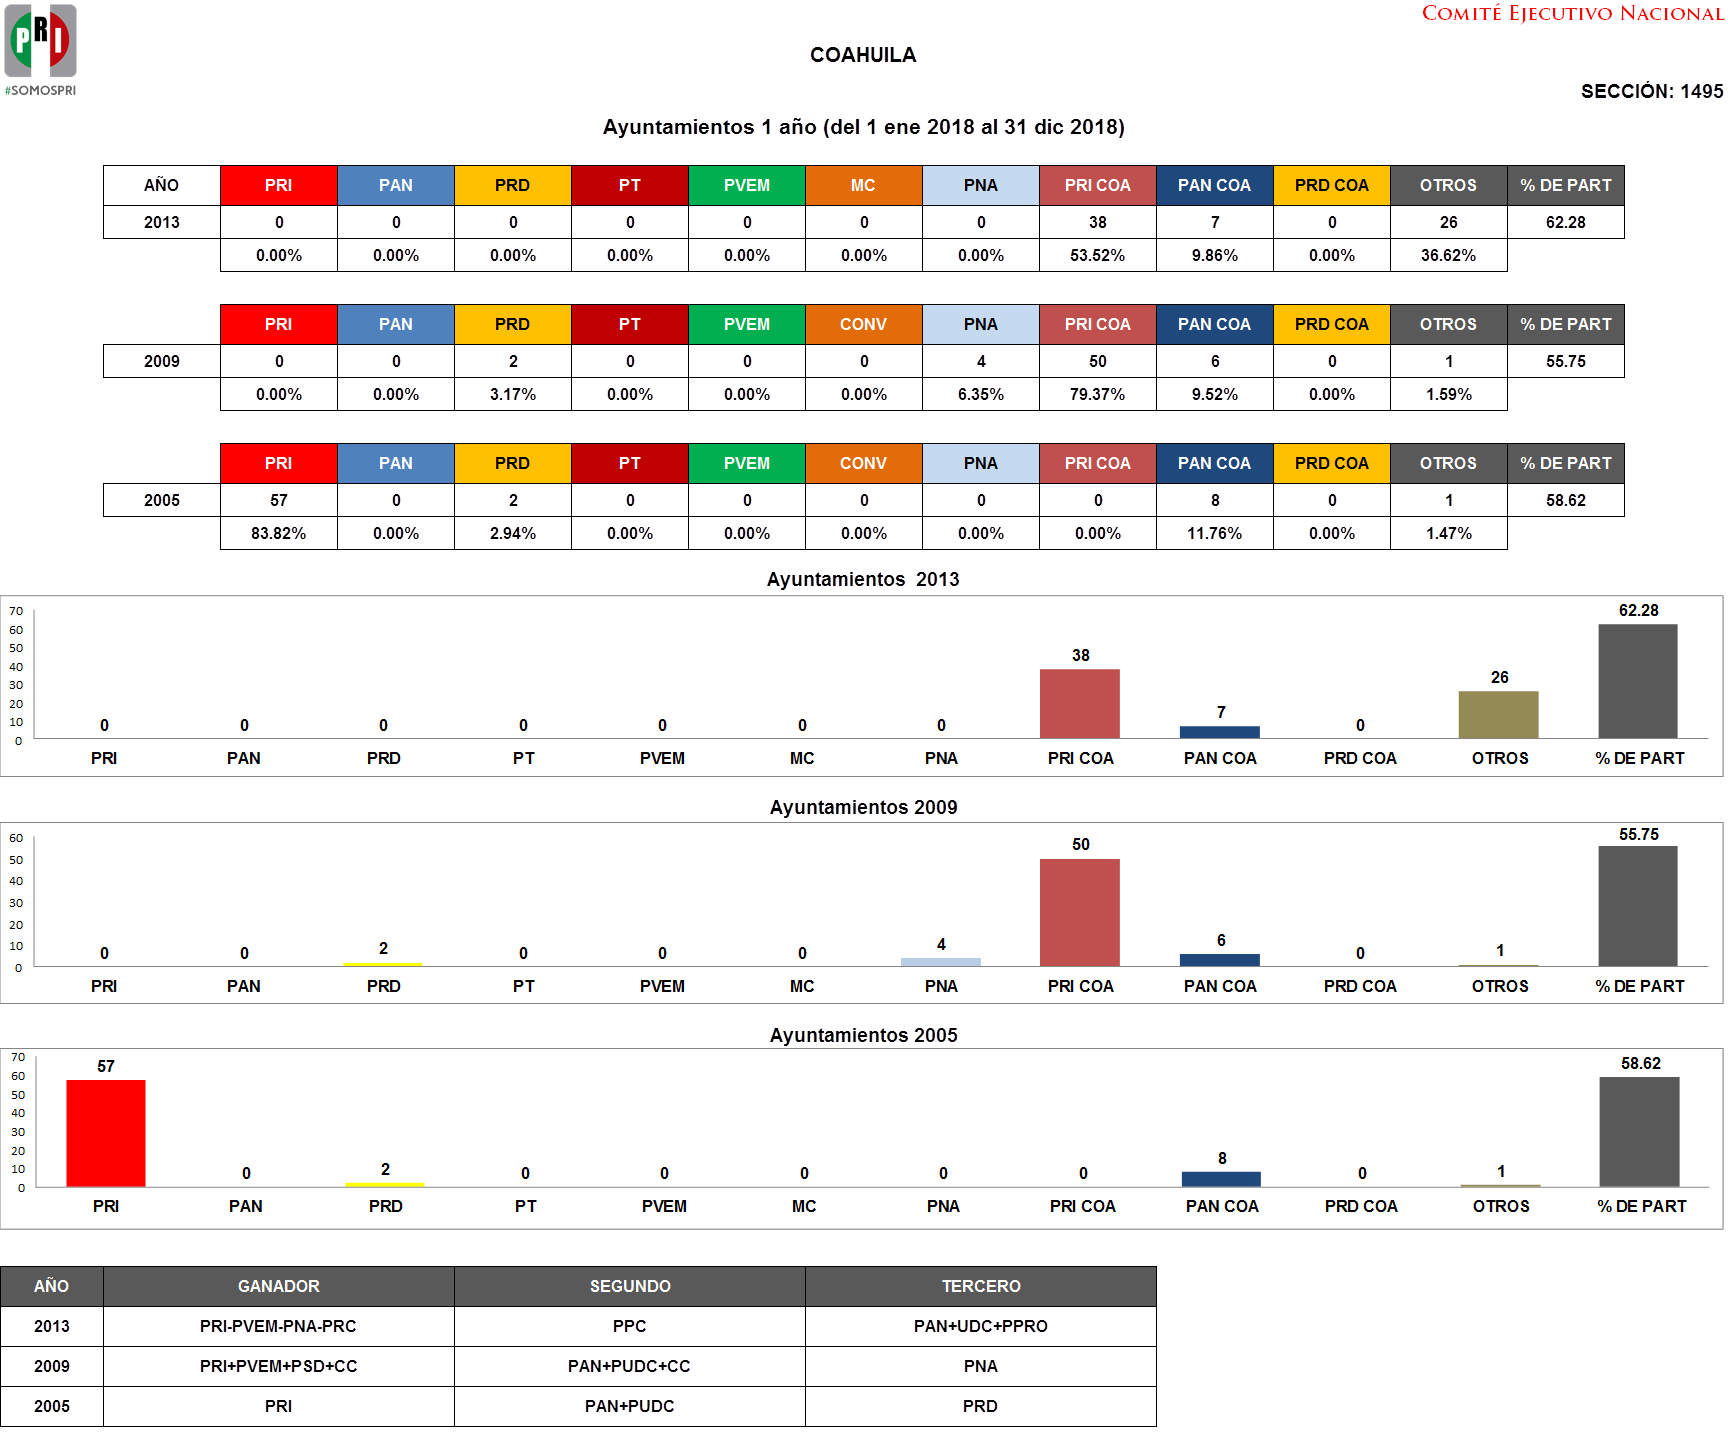 PRI
#SOMOSPRI
COMITÉ EJECUTIVO NACIONAL
COAHUILA
SECCIÓN: 1495
Ayuntamientos 1 año (del 1 ene 2018 al 31 dic 2018)
AÑO PRI PAN PRD PT PVEM MC PNA PRI COA PAN COA PRD COA OTROS % DE PART
2013 0 0 0 0 0 0 0 38 7 0 26 62.28
0.00% 0.00% 0.00% 0.00% 0.00% 0.00% 0.00% 53.52% 9.86% 0.00% 36.62%
PRI PAN PRD PT PVEM CONV PNA PRI COA PAN COA PRD COA OTROS % DE PART
2009 0 0 2 0 0 0 4 50 6 0 1 55.75
0.00% 0.00% 3.17% 0.00% 0.00% 0.00% 6.35% 79.37% 9.52% 0.00% 1.59%
PRI PAN PRD PT PVEM CONV PNA PRI COA PAN COA PRD COA OTROS % DE PART
2005 57 0 2 0 0 0 0 0 8 0 1 58.62
83.82% 0.00% 2.94% 0.00% 0.00% 0.00% 0.00% 0.00% 11.76% 0.00% 1.47%
Ayuntamientos 2013
70
60
50
40
30
20
10
0
0 0 0 0 0 0 0 38 7 0 26 62.28
PRI PAN PRD PT PVEM MC PNA PRI COA PAN COA PRD COA OTROS % DE PART
Ayuntamientos 2009
60
50
40
30
20
10
0
0 0 2 0 0 0 4 50 6 0 1 55.75
PRI PAN PRD PT PVEM MC PNA PRI COA PAN COA PRD COA OTROS % DE PART
Ayuntamientos 2005
70
60
50
40
30
20
10
0
57 0 2 0 0 0 0 0 8 0 1 58.62
PRI PAN PRD PT PVEM MC PNA PRI COA PAN COA PRD COA OTROS % DE PART
AÑO GANADOR SEGUNDO TERCERO
2013 PRI-PVEM-PNA-PRC PPC PAN+UDC+PPRO
2009 PRI+PVEM+PSD+CC PAN+PUDC+CC PNA
2005 PRI PAN+PUDC PRD